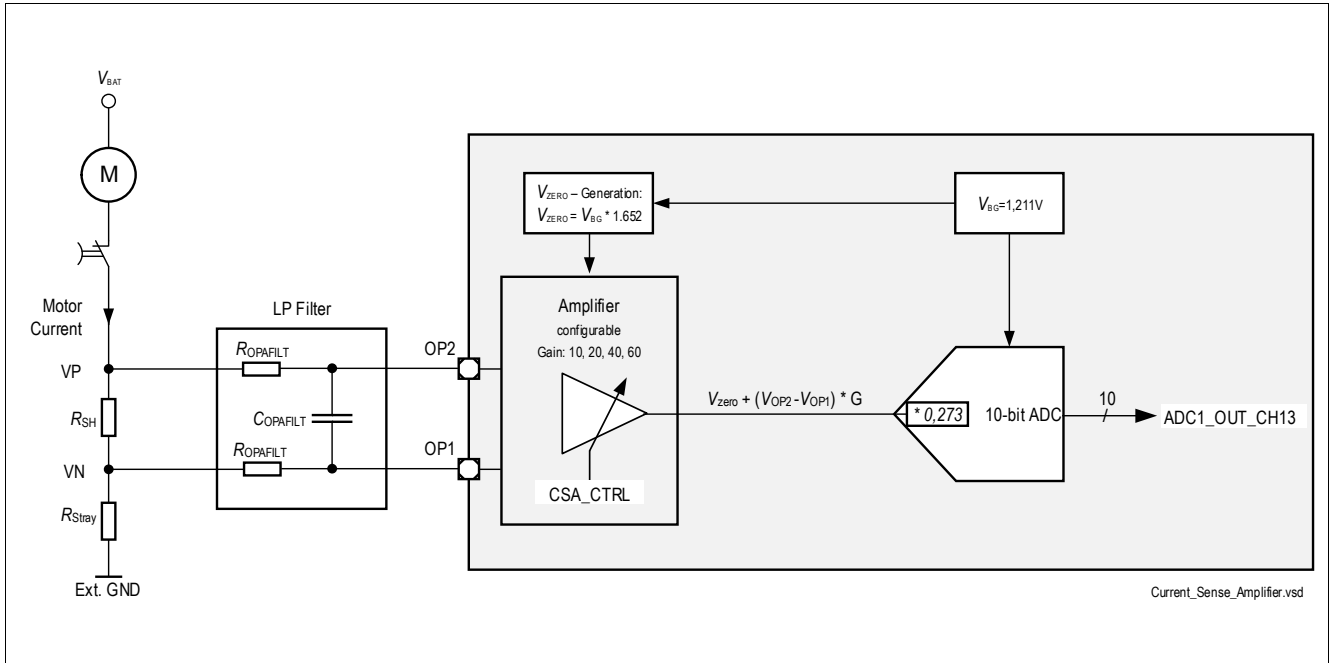 VBAT
M
Motor
Current
VP
RSH
VN
RStray
Ext. GND
LP Filter
ROPAFILT
COPAFILT
ROPAFILT
OP2
OP1
VZERO – Generation:
VZERO = VBG * 1.652
VBG=1,211V
Amplifier
configurable
Gain: 10, 20, 40, 60
CSA_CTRL
Vzero + (VOP2-VOP1) * G
* 0,273
10-bit ADC
10
ADC1_OUT_CH13
Current_Sense_Amplifier.vsd